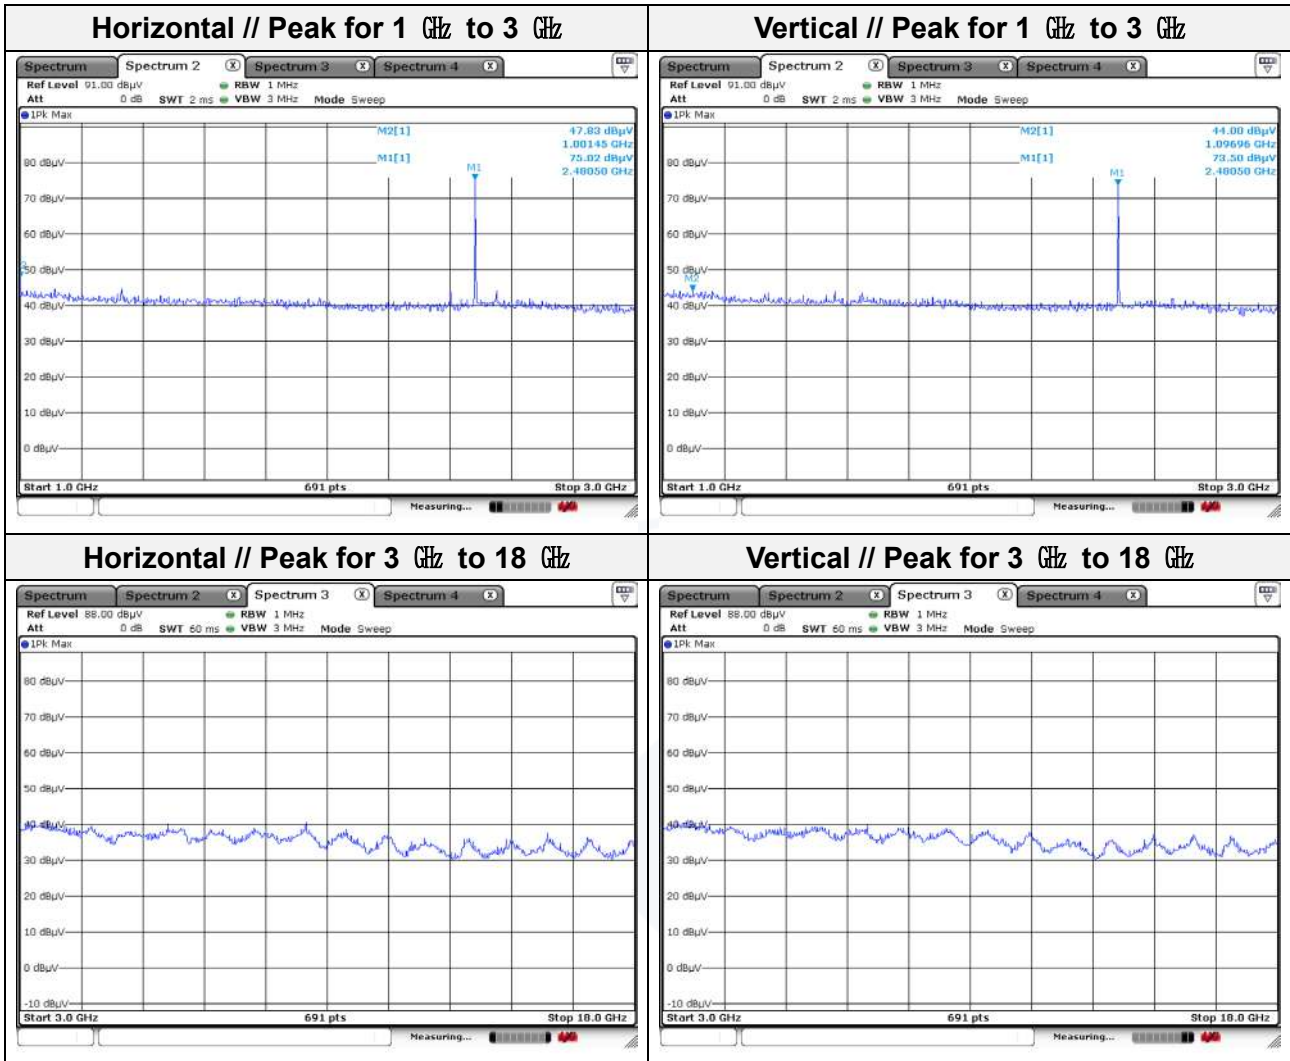 Horizontal // Peak for 1 ㎓ to 3 ㎓
Spectrum Spectrum 2 X Spectrum 3 X Spectrum 4 X
Ref Level 91.00 dBµV RBW 1 MHz
Att 0 dB SWT 2 ms VBW 3 MHz Mode Sweep
1Pk Max
M2[1] 47.83 dBµV
1.00145 GHz
80 dBµV M1[1] 75.02 dBµV
M1 2.48050 GHz
70 dBµV
60 dBµV
50 dBµV
40 dBµV
30 dBµV
20 dBµV
10 dBµV
0 dBµV
Start 1.0 GHz 691 pts Stop 3.0 GHz
Measuring...
Vertical // Peak for 1 ㎓ to 3 ㎓
Spectrum Spectrum 2 X Spectrum 3 X Spectrum 4 X
Ref Level 91.00 dBµV RBW 1 MHz
Att 0 dB SWT 2 ms VBW 3 MHz Mode Sweep
1Pk Max
M2[1] 44.00 dBµV
1.09696 GHz
80 dBµV M1[1] 73.50 dBµV
M1 2.48050 GHz
70 dBµV
60 dBµV
50 dBµV
M2
40 dBµV
30 dBµV
20 dBµV
10 dBµV
0 dBµV
Start 1.0 GHz 691 pts Stop 3.0 GHz
Measuring...
Horizontal // Peak for 3 ㎓ to 18 ㎓
Spectrum Spectrum 2 X Spectrum 3 X Spectrum 4 X
Ref Level 88.00 dBµV RBW 1 MHz
Att 0 dB SWT 60 ms VBW 3 MHz Mode Sweep
1Pk Max
80 dBµV
70 dBµV
60 dBµV
50 dBµV
40 dBµV
30 dBµV
20 dBµV
10 dBµV
0 dBµV
-10 dBµV
Start 3.0 GHz 691 pts Stop 18.0 GHz
Measuring...
Vertical // Peak for 3 ㎓ to 18 ㎓
Spectrum Spectrum 2 X Spectrum 3 X Spectrum 4 X
Ref Level 88.00 dBµV RBW 1 MHz
Att 0 dB SWT 60 ms VBW 3 MHz Mode Sweep
1Pk Max
80 dBµV
70 dBµV
60 dBµV
50 dBµV
40 dBµV
30 dBµV
20 dBµV
10 dBµV
0 dBµV
-10 dBµV
Start 3.0 GHz 691 pts Stop 18.0 GHz
Measuring...